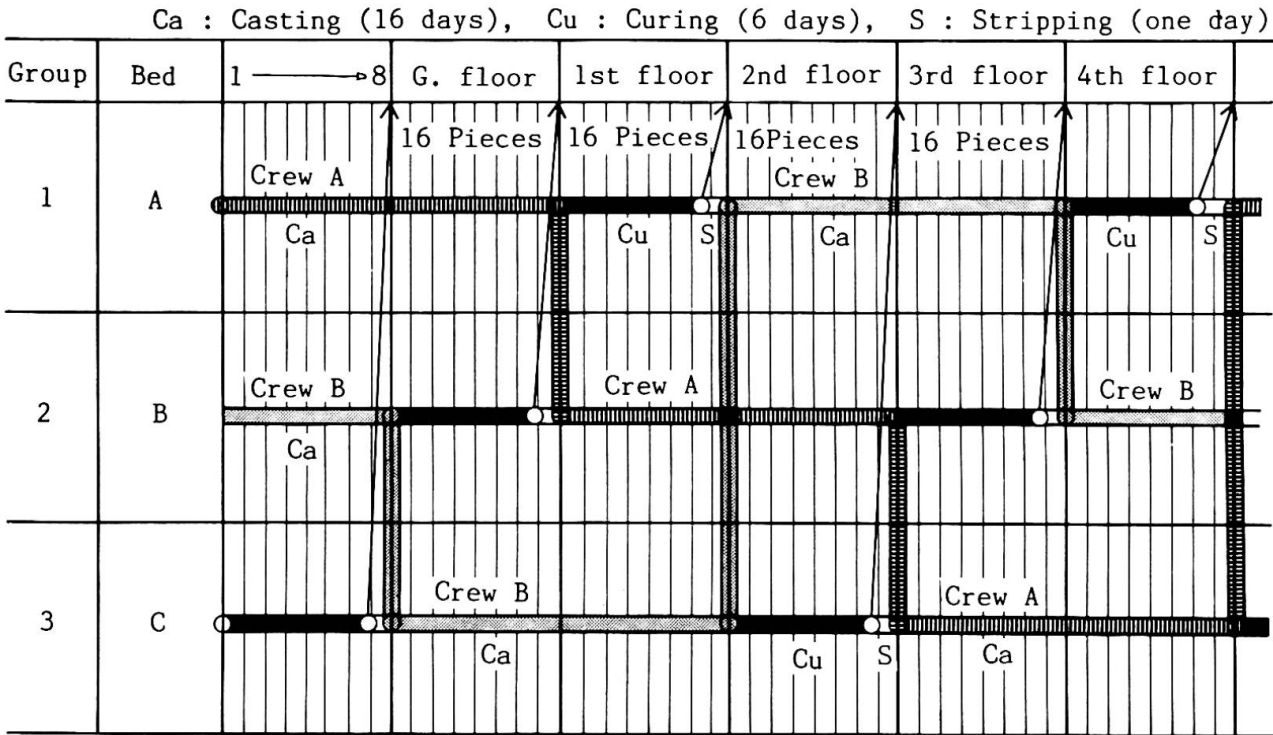 Ca : Casting (16 days), Cu : Curing (6 days), S : Stripping (one day)
Group Bed 1 8 G. floor 1st floor 2nd floor 3rd floor 4th floor
16 Pieces 16 Pieces 16Pieces 16 Pieces
Crew A Crew B
1 A
Ca Cu S Ca Cu S
Crew B Crew A Crew B
2 B
Ca
Crew B Crew A
3 C
Ca Cu S Ca